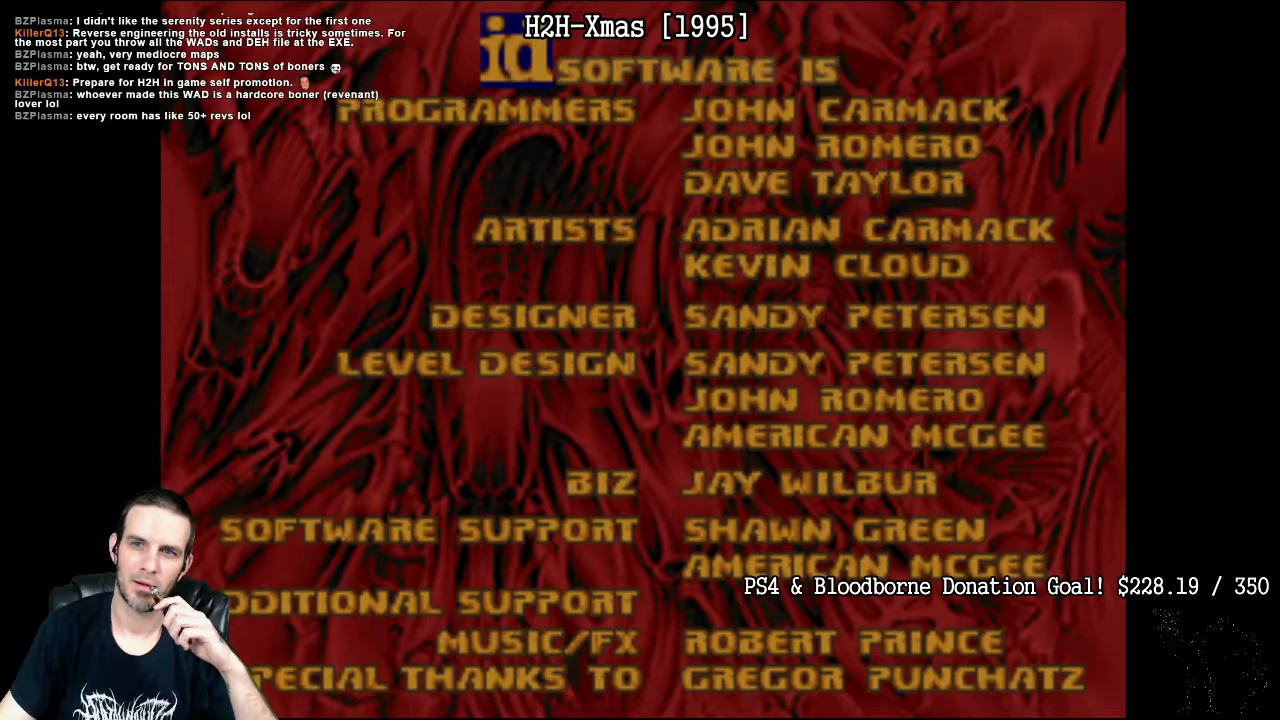 BZPlasma: I didn't like the serenity series except for the first one
KillerQ13: Reverse engineering the old installs is tricky sometimes. For
the most part you throw all the WADs and DEH file at the EXE.
BZPlasma: yeah, very mediocre maps
BZPlasma: btw, get ready for TONS AND TONS of boners
KillerQ13: Prepare for H2H in game self promotion.
BZPlasma: whoever made this WAD is a hardcore boner (revenant)
lover lol
BZPlasma: every room has like 50+ revs lol
H2H-Xmas [1995]
id SOFTWARE IS
PROGRAMMERS JOHN CARMACK
JOHN ROMERO
DAVE TAYLOR
ARTISTS ADRIAN CARMACK
KEVIN CLOUD
DESIGNER SANDY PETERSEN
LEVEL DESIGN SANDY PETERSEN
JOHN ROMERO
AMERICAN MCGEE
BIZ JAY WILBUR
SOFTWARE SUPPORT SHAWN GREEN
AMERICAN MCGEE
PS4 & Bloodborne Donation Goal! $228.19 / 350
DDITIONAL SUPPORT
MUSIC/FX ROBERT PRINCE
PECIAL THANKS TO GREGOR PUNCHATZ